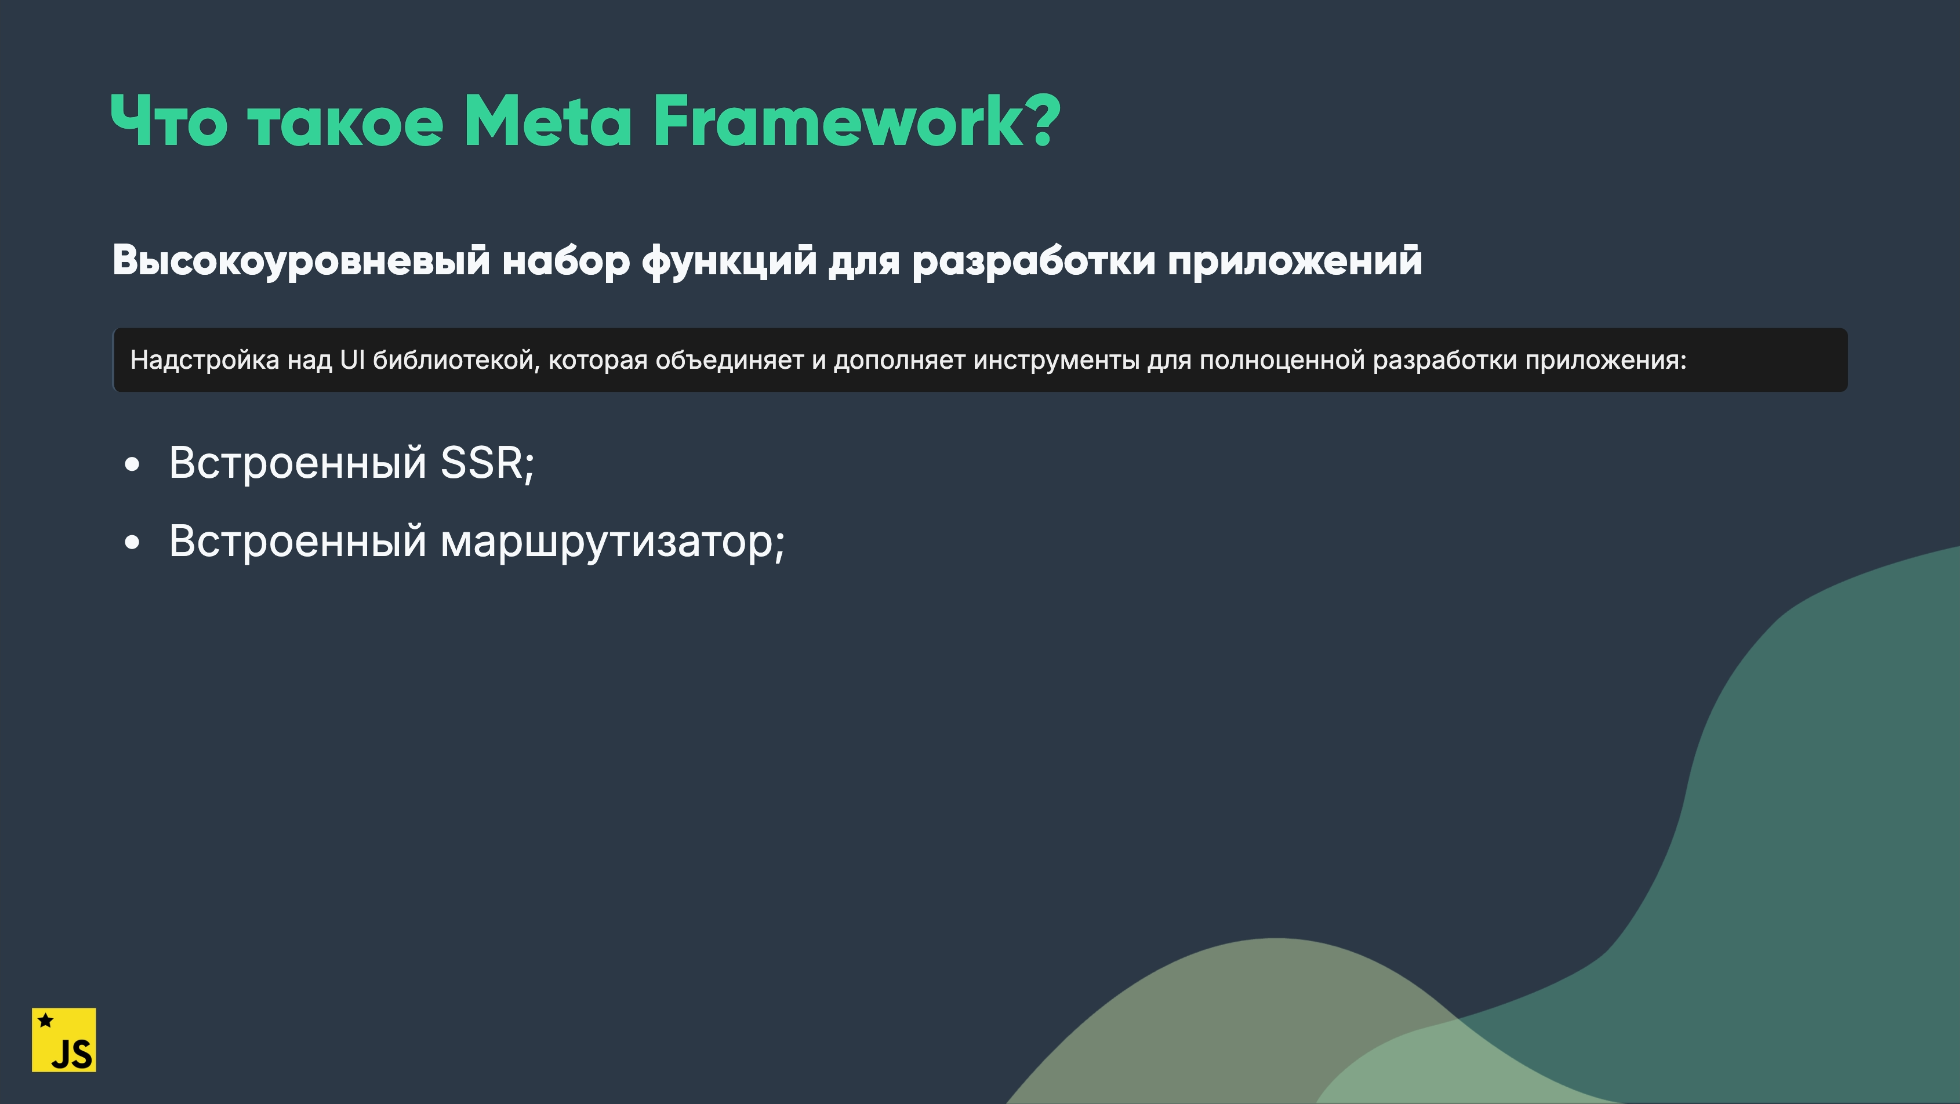 Что такое Meta Framework?
Высокоуровневый набор функций для разработки приложений
Надстройка над UI библиотекой, которая объединяет и дополняет инструменты для полноценной разработки приложения:
• Встроенный SSR;
• Встроенный маршрутизатор;
JS